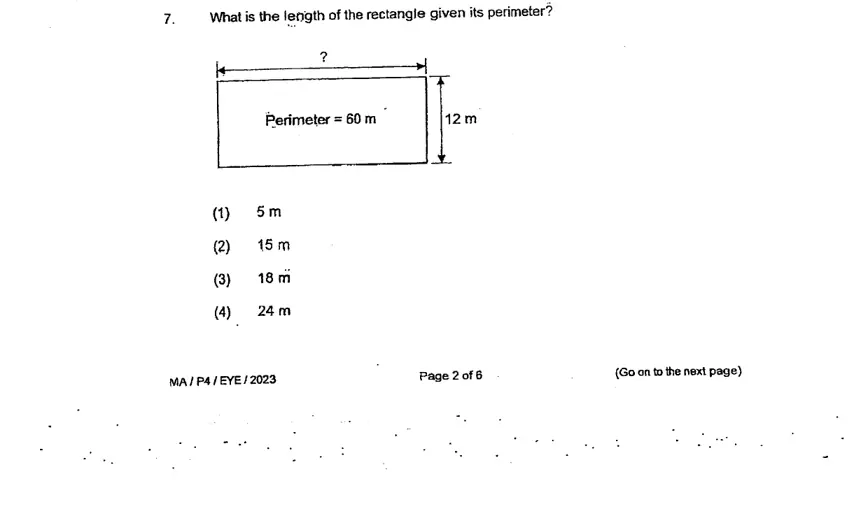 7. What is the length of the rectangle given its perimeter?
?
Perimeter = 60 m
12 m
(1) 5 m
(2) 15 m
(3) 18 m
(4) 24 m
MA / P4 / EYE / 2023 Page 2 of 6 (Go on to the next page)